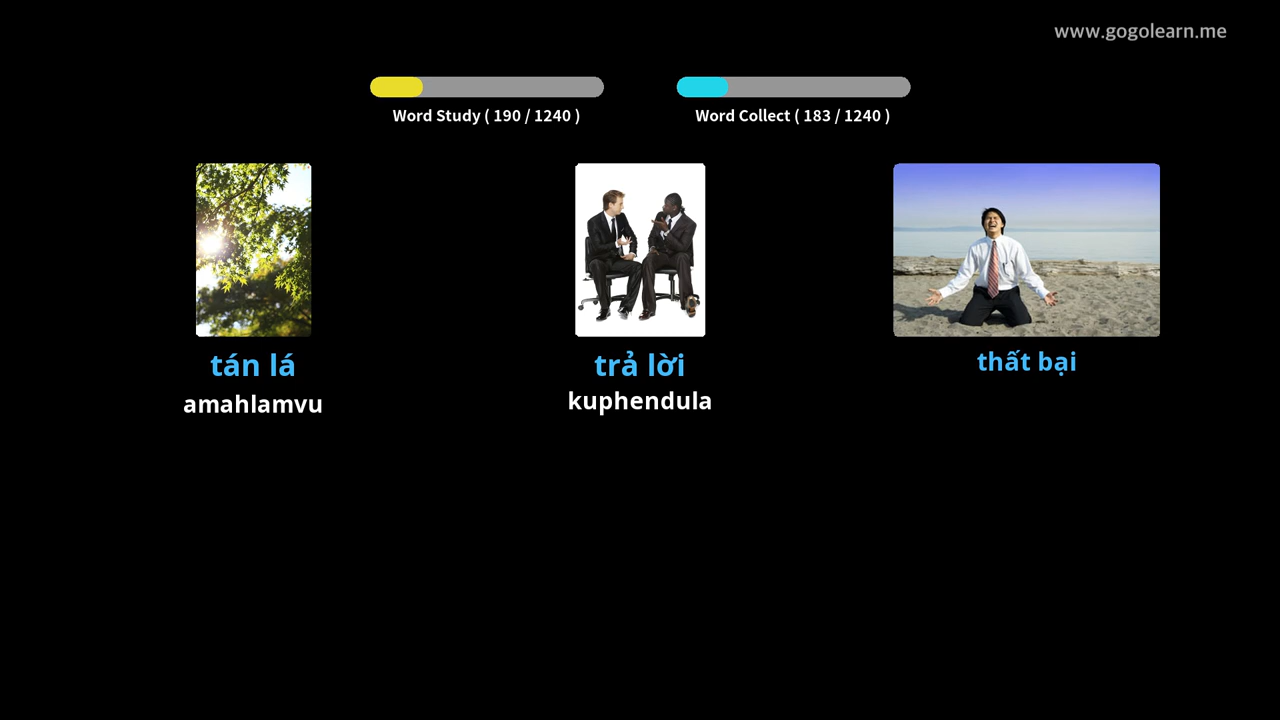 www.gogolearn.me
Word Study ( 190 / 1240 )
Word Collect ( 183 / 1240 )
tán lá
amahlamvu
trả lời
kuphendula
thất bại